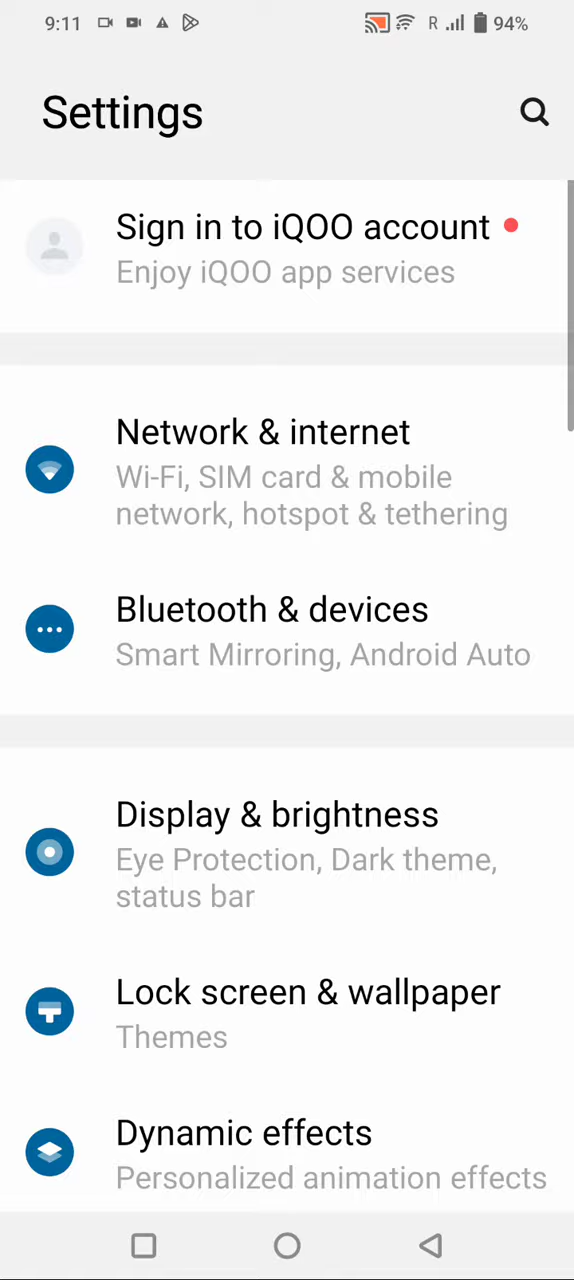 9:11 R 94%
Settings
Sign in to iQOO account
Enjoy iQOO app services
Network & internet
Wi-Fi, SIM card & mobile
network, hotspot & tethering
Bluetooth & devices
Smart Mirroring, Android Auto
Display & brightness
Eye Protection, Dark theme,
status bar
Lock screen & wallpaper
Themes
Dynamic effects
Personalized animation effects